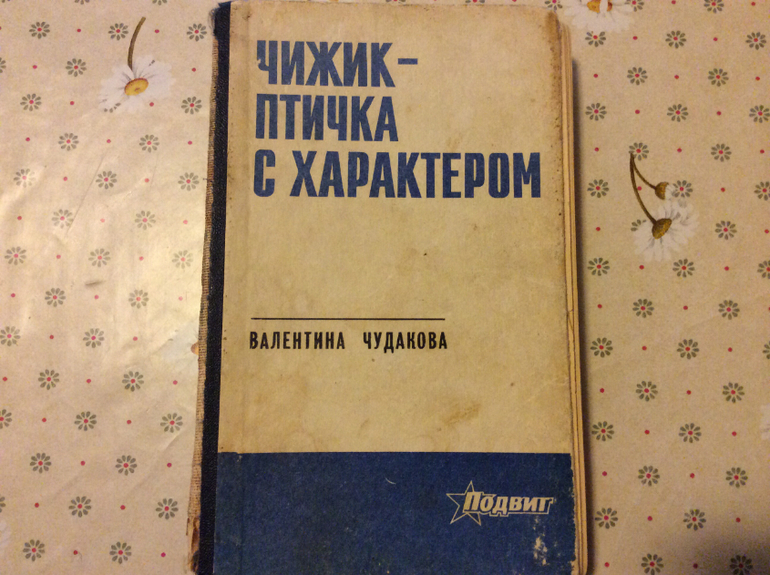 ЧИЖИК-
ПТИЧКА
С ХАРАКТЕРОМ
ВАЛЕНТИНА ЧУДАКОВА
Подвиг